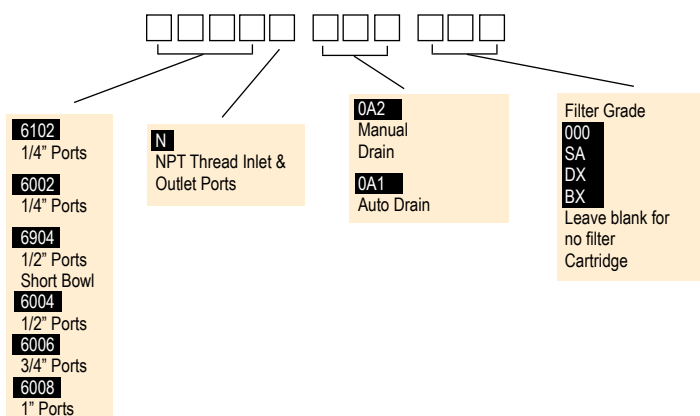 6102
1/4” Ports
6002
1/4” Ports
6904
1/2” Ports
Short Bowl
6004
1/2” Ports
6006
3/4” Ports
6008
1” Ports
N
NPT Thread Inlet &
Outlet Ports
0A2
Manual
Drain
0A1
Auto Drain
Filter Grade
000
SA
DX
BX
Leave blank for
no filter
Cartridge